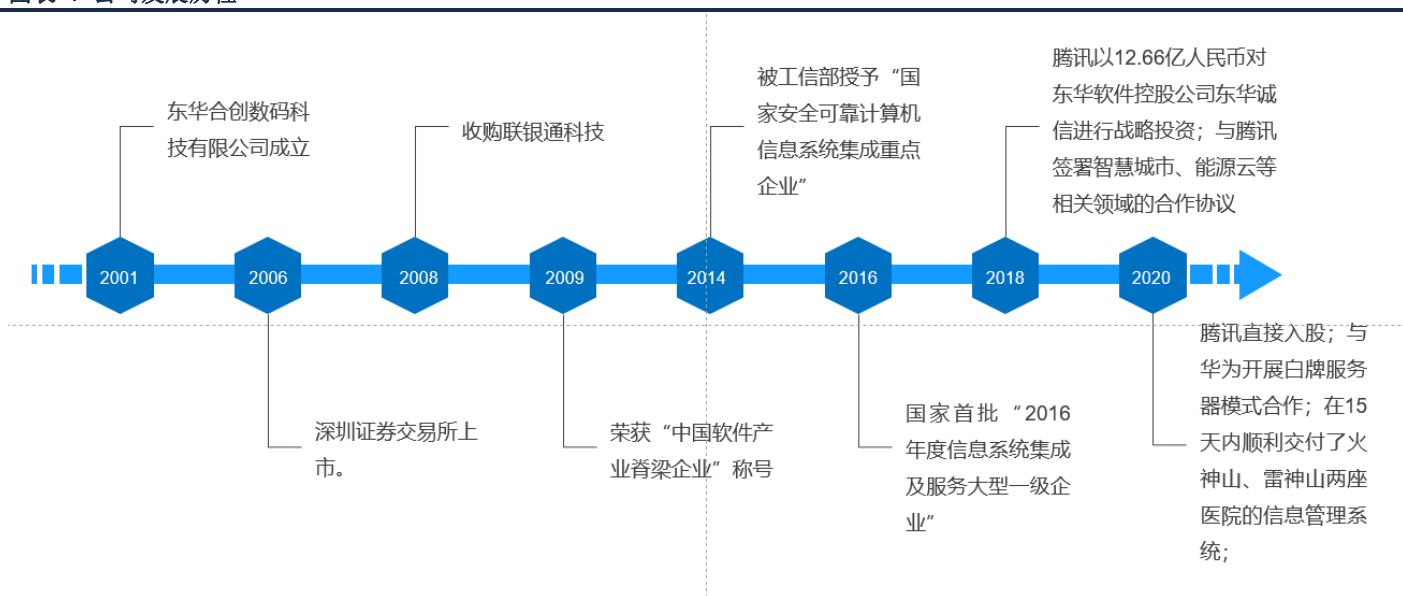 东华合创数码科
技有限公司成立
收购联银通科技
被工信部授予“国
家安全可靠计算机
信息系统集成重点
企业”
腾讯以12.66亿人民币对
东华软件控股公司东华诚
信进行战略投资；与腾讯
签署智慧城市、能源云等
相关领域的合作协议
2001
2006
2008
2009
2014
2016
2018
2020
深圳证券交易所上
市。
荣获“中国软件产
业脊梁企业”称号
国家首批“2016
年度信息系统集成
及服务大型一级企
业”
腾讯直接入股；与
华为开展白牌服务
器模式合作；在15
天内顺利交付了火
神山、雷神山两座
医院的信息管理系
统；